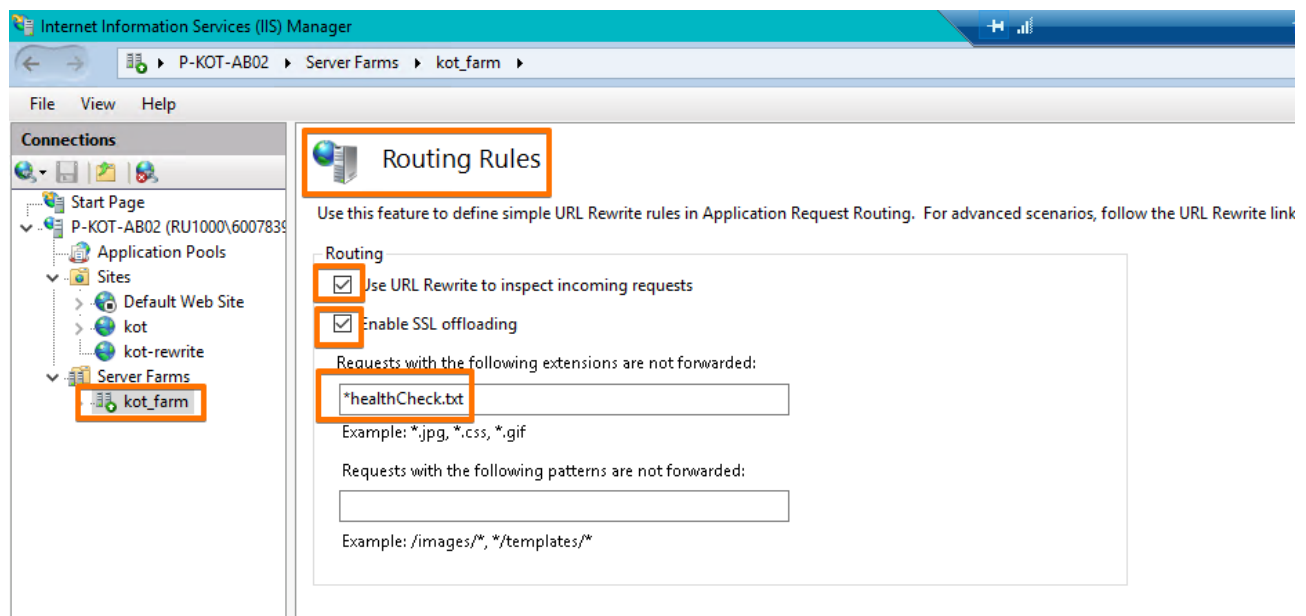 Internet Information Services (IIS) Manager
P-KOT-AB02 Server Farms kot_farm
File View Help
Connections
Start Page
P-KOT-AB02 (RU1000\6007839
Application Pools
Sites
Default Web Site
kot
kot-rewrite
Server Farms
kot_farm
Routing Rules
Use this feature to define simple URL Rewrite rules in Application Request Routing. For advanced scenarios, follow the URL Rewrite link
Routing
Use URL Rewrite to inspect incoming requests
Enable SSL offloading
Requests with the following extensions are not forwarded:
*healthCheck.txt
Example: *.jpg, *.css, *.gif
Requests with the following patterns are not forwarded:
Example: /images/*, */templates/*